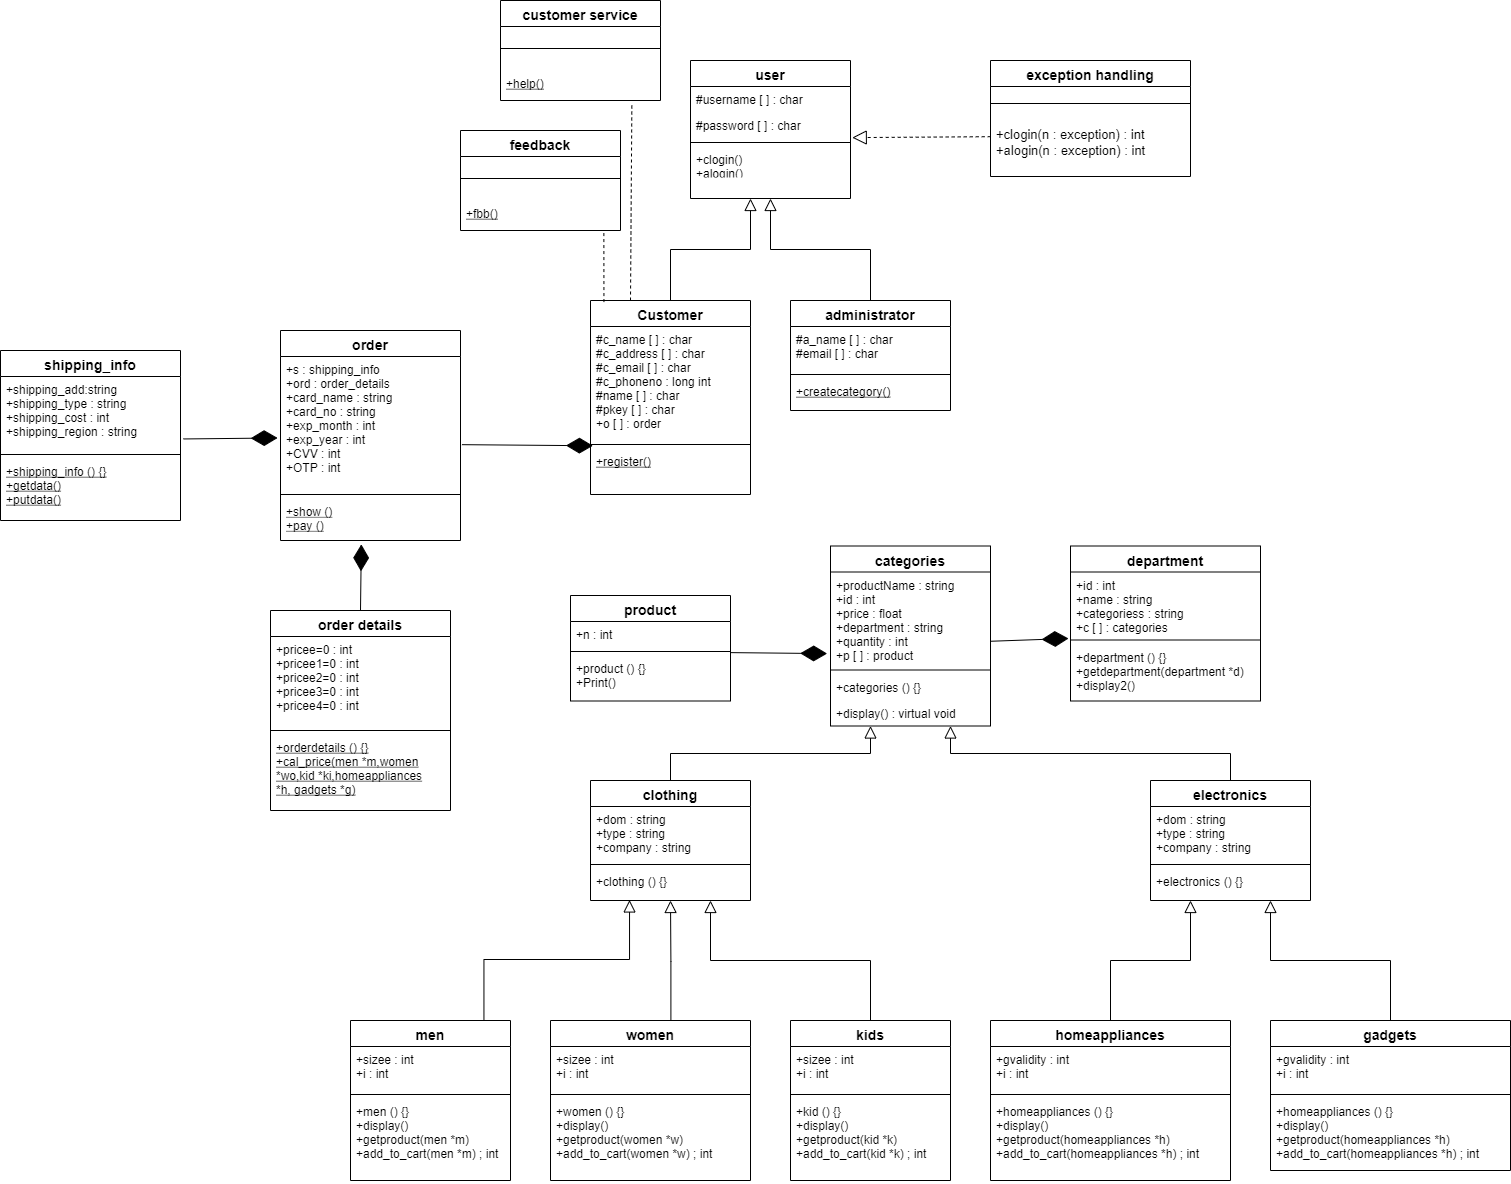 customer service
+help()
user
#username [ ] : char
#password [ ] : char
+clogin()
+alogin()
exception handling
+clogin(n : exception) : int
+alogin(n : exception) : int
feedback
+fbb()
Customer
#c_name [ ] : char
#c_address [ ] : char
#c_email [ ] : char
#c_phoneno : long int
#name [ ] : char
#pkey [ ] : char
+o [ ] : order
+register()
administrator
#a_name [ ] : char
#email [ ] : char
+createcategory()
order
+s : shipping_info
+ord : order_details
+card_name : string
+card_no : string
+exp_month : int
+exp_year : int
+CVV : int
+OTP : int
+show ()
+pay ()
shipping_info
+shipping_add:string
+shipping_type : string
+shipping_cost : int
+shipping_region : string
+shipping_info () {}
+getdata()
+putdata()
order details
+pricee=0 : int
+pricee1=0 : int
+pricee2=0 : int
+pricee3=0 : int
+pricee4=0 : int
+orderdetails () {}
+cal_price(men *m,women
*wo,kid *ki,homeappliances
*h, gadgets *g)
product
+n : int
+product () {}
+Print()
categories
+productName : string
+id : int
+price : float
+department : string
+quantity : int
+p [ ] : product
+categories () {}
+display() : virtual void
department
+id : int
+name : string
+categoriess : string
+c [ ] : categories
+department () {}
+getdepartment(department *d)
+display2()
clothing
+dom : string
+type : string
+company : string
+clothing () {}
electronics
+dom : string
+type : string
+company : string
+electronics () {}
men
+sizee : int
+i : int
+men () {}
+display()
+getproduct(men *m)
+add_to_cart(men *m) ; int
women
+sizee : int
+i : int
+women () {}
+display()
+getproduct(women *w)
+add_to_cart(women *w) ; int
kids
+sizee : int
+i : int
+kid () {}
+display()
+getproduct(kid *k)
+add_to_cart(kid *k) ; int
homeappliances
+gvalidity : int
+i : int
+homeappliances () {}
+display()
+getproduct(homeappliances *h)
+add_to_cart(homeappliances *h) ; int
gadgets
+gvalidity : int
+i : int
+homeappliances () {}
+display()
+getproduct(homeappliances *h)
+add_to_cart(homeappliances *h) ; int